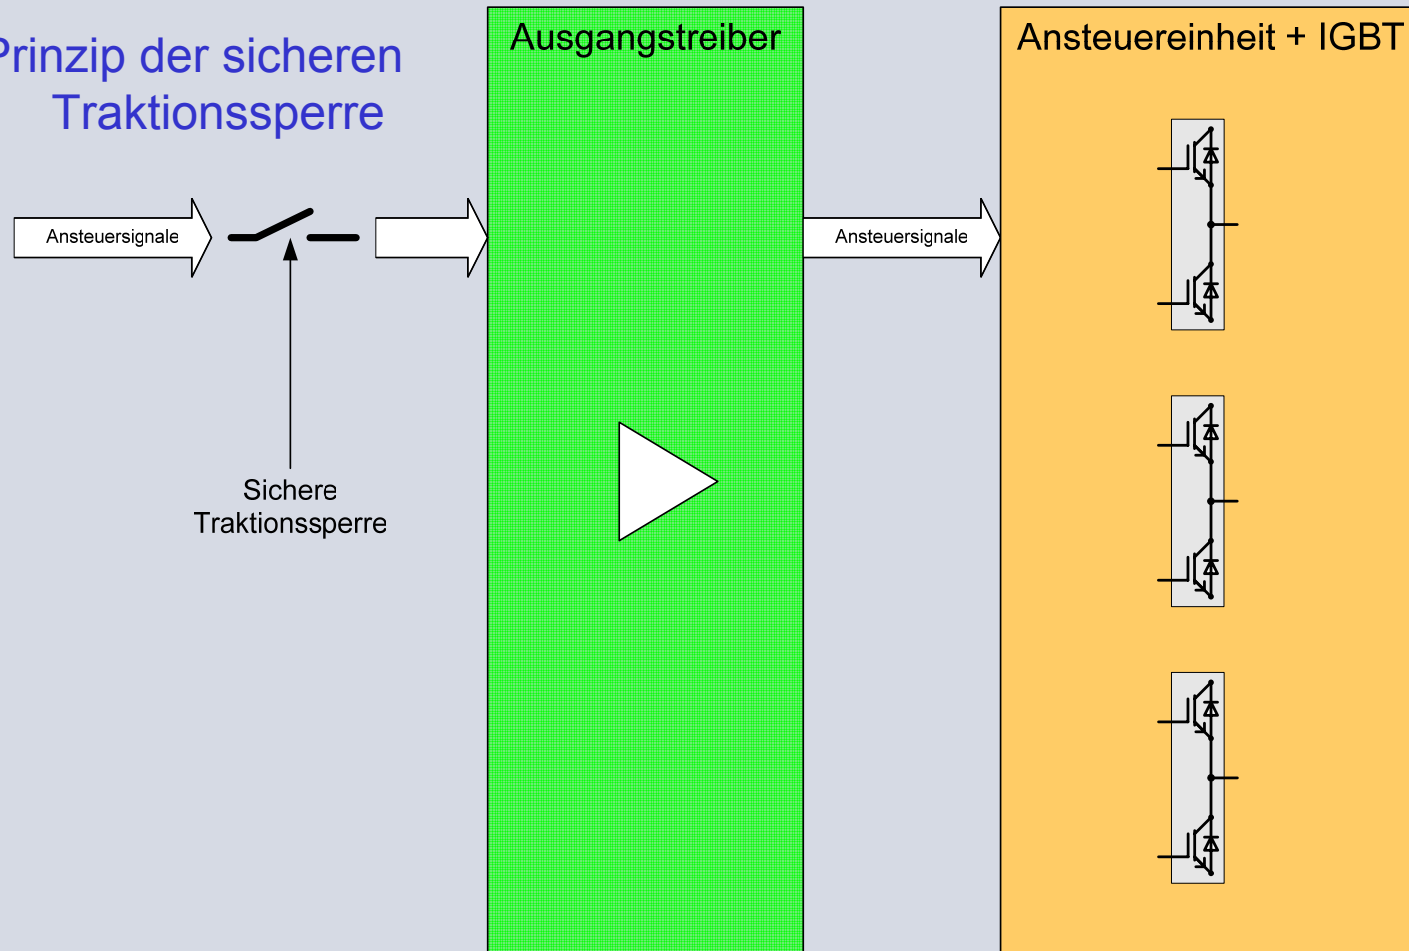 Prinzip der sicheren
Traktionssperre
Ausgangstreiber
Ansteuereinheit + IGBT
Ansteuersignale
Ansteuersignale
Sichere
Traktionssperre